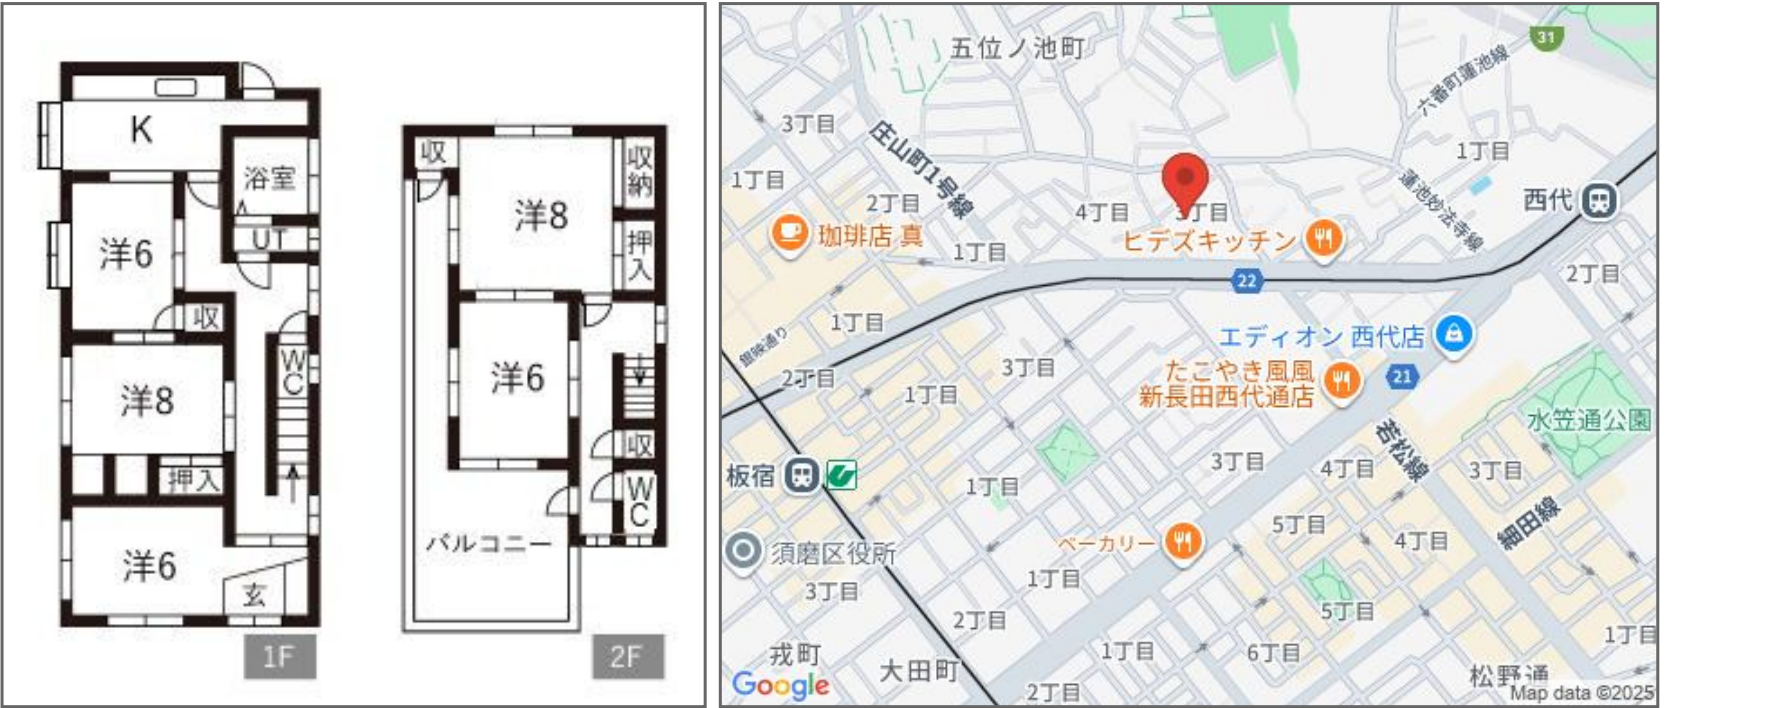 K
浴室
洋6
UT
収
WC
洋8
押入
洋6
玄
1F
収
収納
洋8
押入
洋6
収
WC
バルコニー
2F
五位ノ池町
31
六番町蓮池線
3丁目
庄山町1号線
1丁目
1丁目
2丁目
4丁目
3丁目
蓮池妙法寺線
西代
珈琲店 真
ヒデズキッチン
1丁目
22
2丁目
1丁目
銀映通り
エディオン 西代店
2丁目
3丁目
たこやき風風
新長田西代通店
21
1丁目
水笠通公園
若松線
板宿
3丁目
4丁目
3丁目
1丁目
細田線
5丁目
4丁目
須磨区役所
ベーカリー
3丁目
1丁目
5丁目
2丁目
1丁目
戎町
大田町
1丁目
6丁目
松野通
2丁目
Google
Map data ©2025